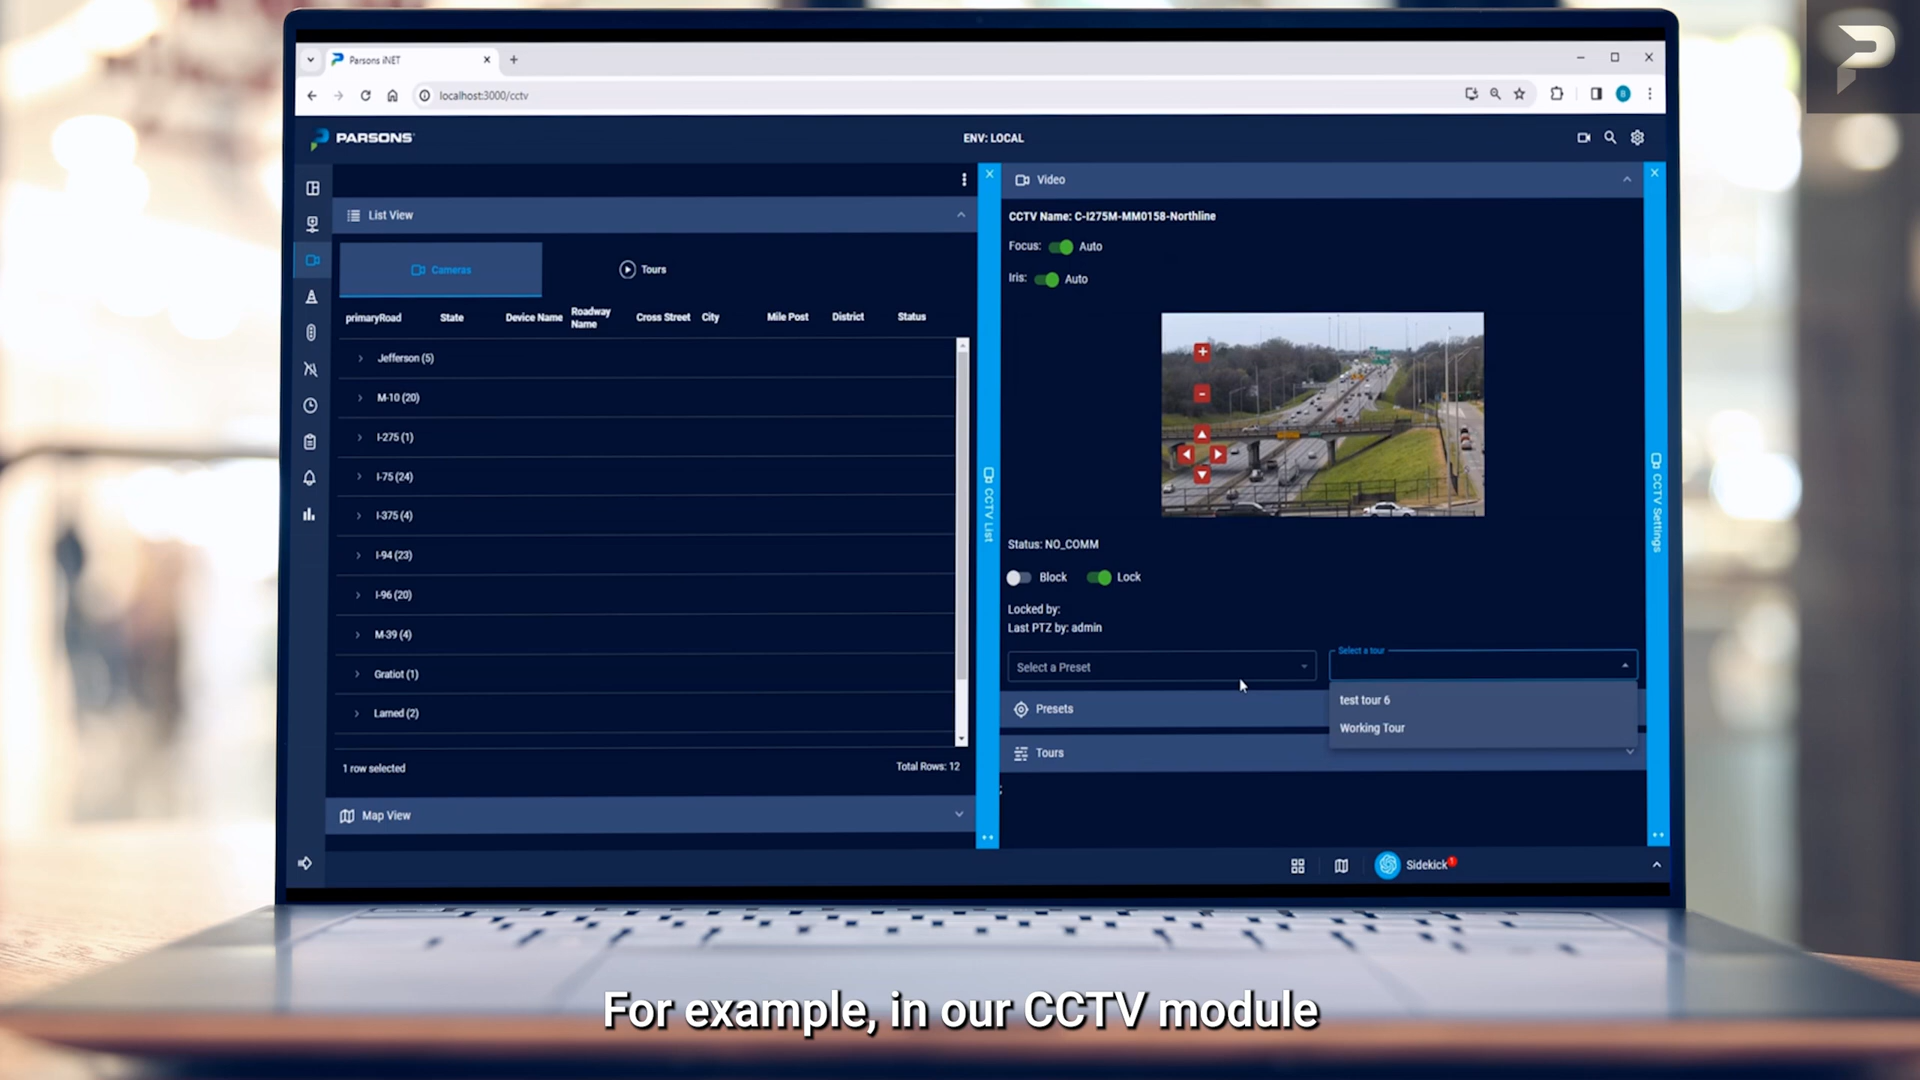 Parsons iNET
localhost:3000/cctv
B
PARSONS
ENV: LOCAL
List View
Cameras
Tours
primaryRoad State Device Name Roadway Name Cross Street City Mile Post District Status
Jefferson (5)
M-10 (20)
I-275 (1)
I-75 (24)
I-375 (4)
I-94 (23)
I-96 (20)
M-39 (4)
Gratiot (1)
Larned (2)
1 row selected
Total Rows: 12
Map View
CCTV List
Video
CCTV Name: C-I275M-MM0158-Northline
Focus: Auto
Iris: Auto
Status: NO_COMM
Block Lock
Locked by:
Last PTZ by: admin
Select a Preset
Select a tour
test tour 6
Working Tour
Presets
Tours
CCTV Settings
Sidekick
1
For example, in our CCTV module